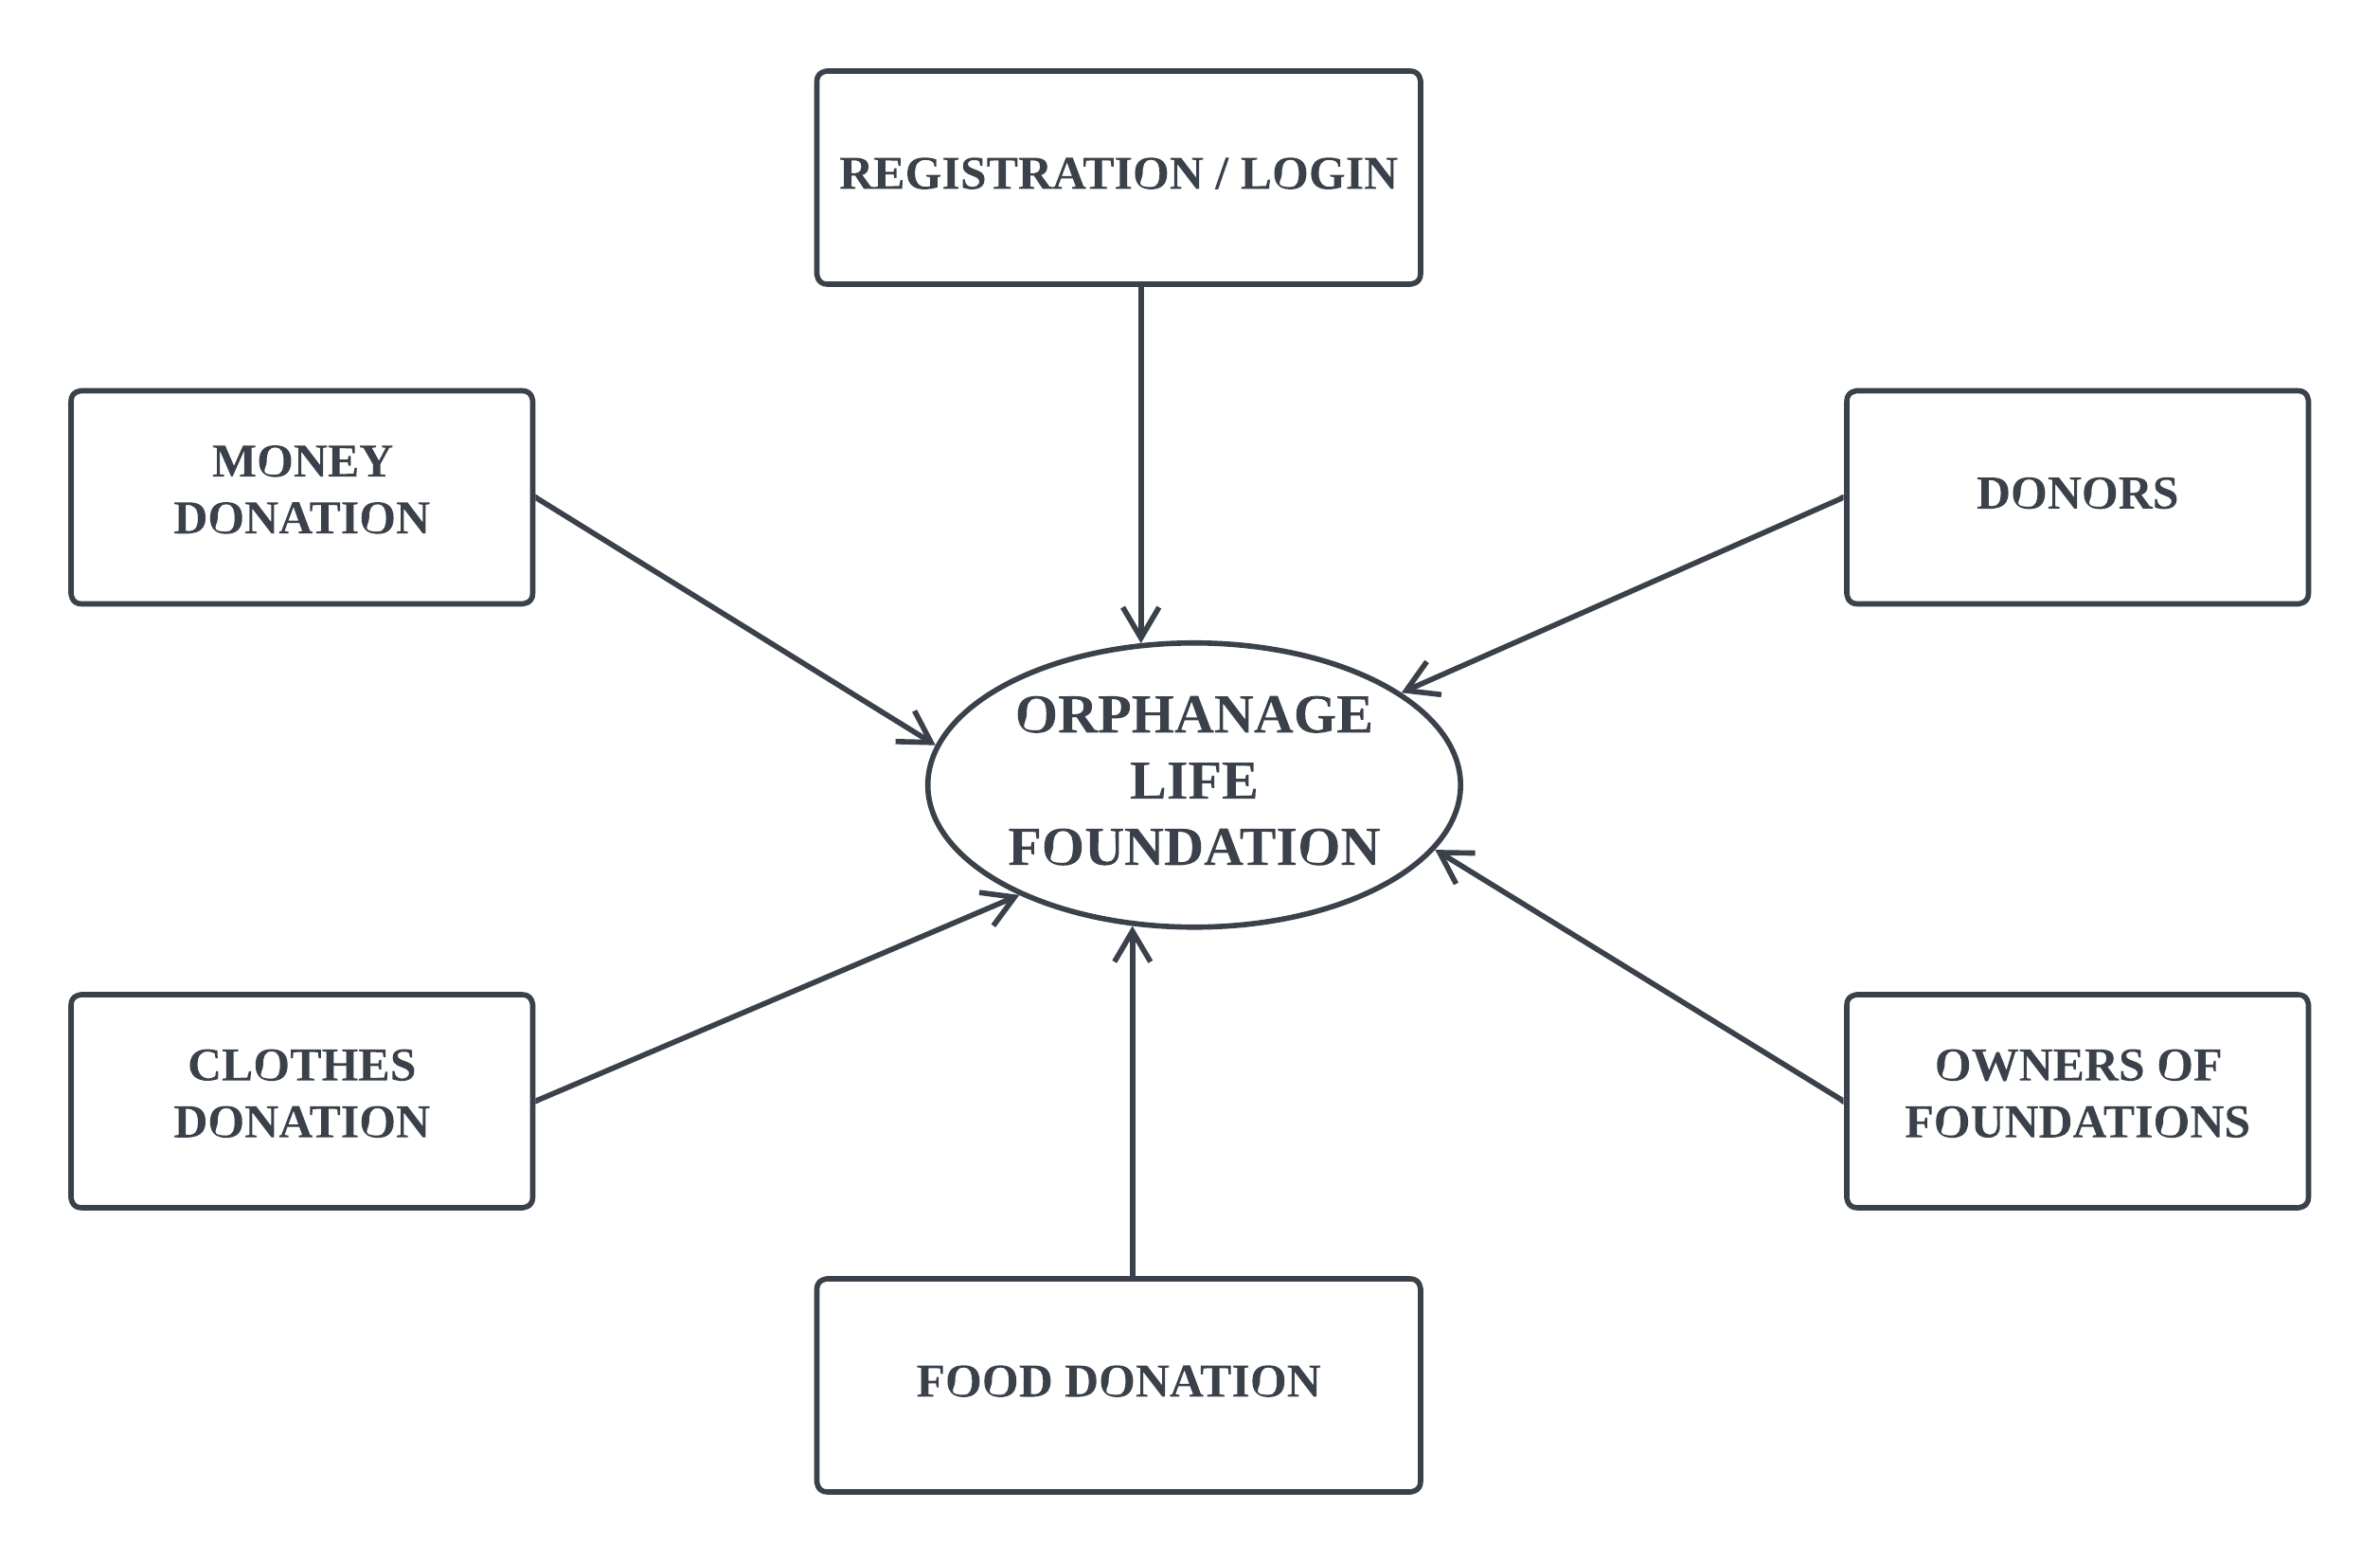 REGISTRATION / LOGIN
MONEY
DONATION
DONORS
ORPHANAGE
LIFE
FOUNDATION
CLOTHES
DONATION
OWNERS OF
FOUNDATIONS
FOOD DONATION